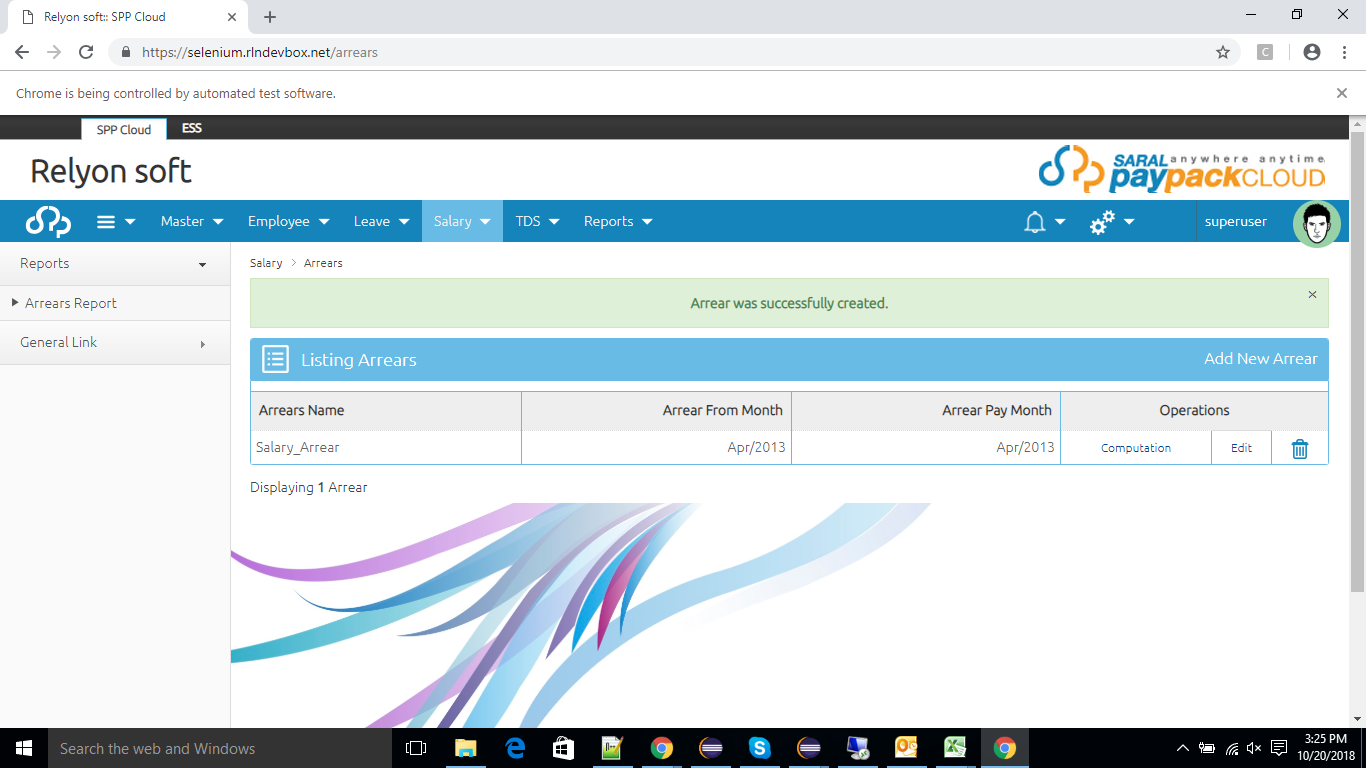 Relyon soft:: SPP Cloud
https://selenium.rlndevbox.net/arrears
C
Chrome is being controlled by automated test software.
SPP Cloud ESS
Relyon soft
SARAL anywhere anytime
paypackCLOUD
Master Employee Leave Salary TDS Reports superuser
Reports
Salary > Arrears
Arrear was successfully created. ×
Arrears Report
General Link
Listing Arrears Add New Arrear
Arrears Name Arrear From Month Arrear Pay Month Operations
Salary_Arrear Apr/2013 Apr/2013 Computation Edit
Displaying 1 Arrear
Search the web and Windows
3:25 PM
10/20/2018